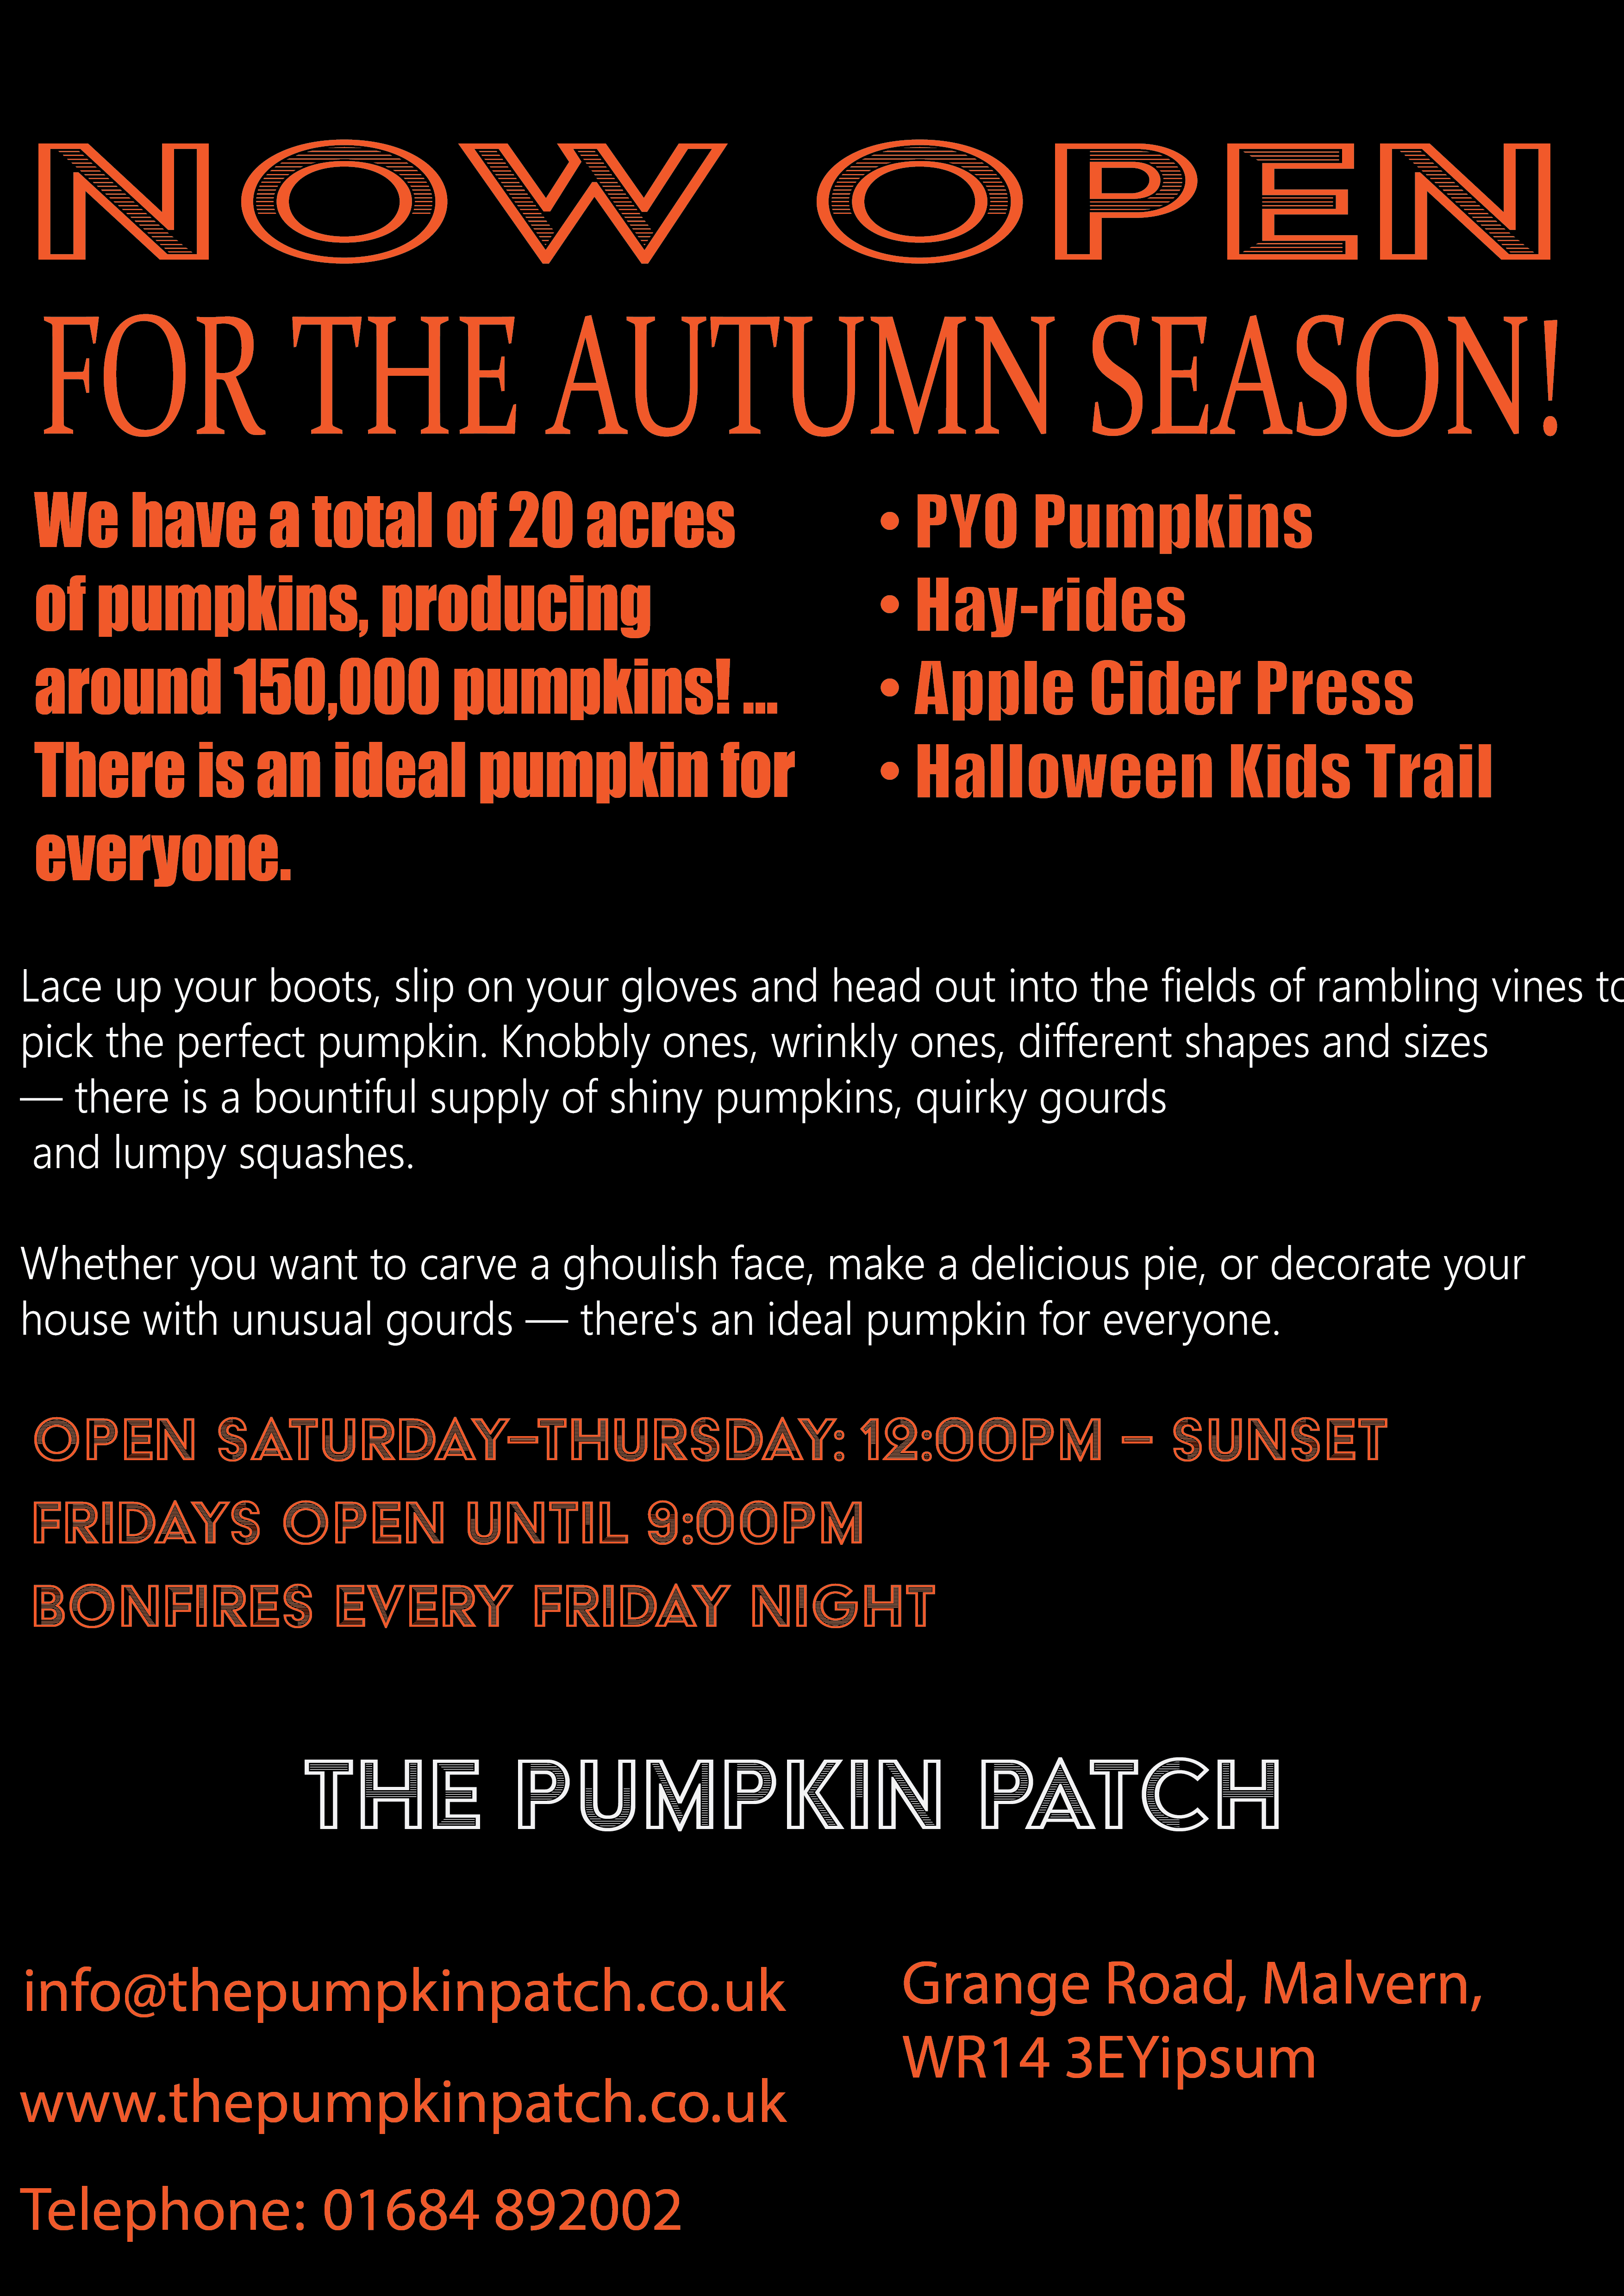 NOW OPEN
FOR THE AUTUMN SEASON!
We have a total of 20 acres
of pumpkins, producing
around 150,000 pumpkins! ...
There is an ideal pumpkin for
everyone.
• PYO Pumpkins
• Hay-rides
• Apple Cider Press
• Halloween Kids Trail
Lace up your boots, slip on your gloves and head out into the fields of rambling vines to
pick the perfect pumpkin. Knobbly ones, wrinkly ones, different shapes and sizes
— there is a bountiful supply of shiny pumpkins, quirky gourds
and lumpy squashes.
Whether you want to carve a ghoulish face, make a delicious pie, or decorate your
house with unusual gourds — there's an ideal pumpkin for everyone.
OPEN SATURDAY-THURSDAY: 12:00PM - SUNSET
FRIDAYS OPEN UNTIL 9:00PM
BONFIRES EVERY FRIDAY NIGHT
THE PUMPKIN PATCH
info@thepumpkinpatch.co.uk
www.thepumpkinpatch.co.uk
Telephone: 01684 892002
Grange Road, Malvern,
WR14 3EYipsum